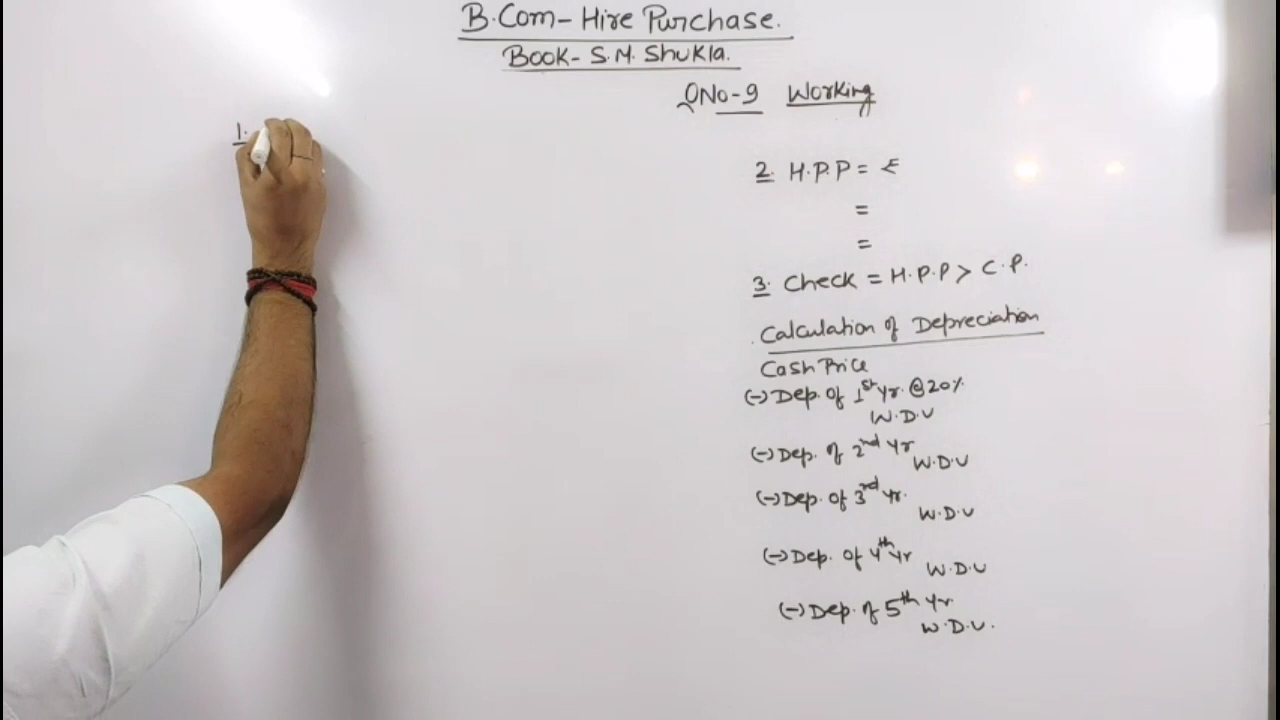 B.Com- Hire Purchase.
Book- S.M. Shukla.
QNo-9 Working
1.
2. H.P.P = ₹
=
=
3. Check = H.P.P > C.P.
Calculation of Depreciation
Cash Price
(-) Dep. of 1st Yr. @ 20%
W.D.V
(-) Dep. of 2nd Yr
W.D.V
(-) Dep. of 3rd Yr.
W.D.V
(-) Dep. of 4th Yr
W.D.V
(-) Dep. of 5th Yr.
W.D.V.